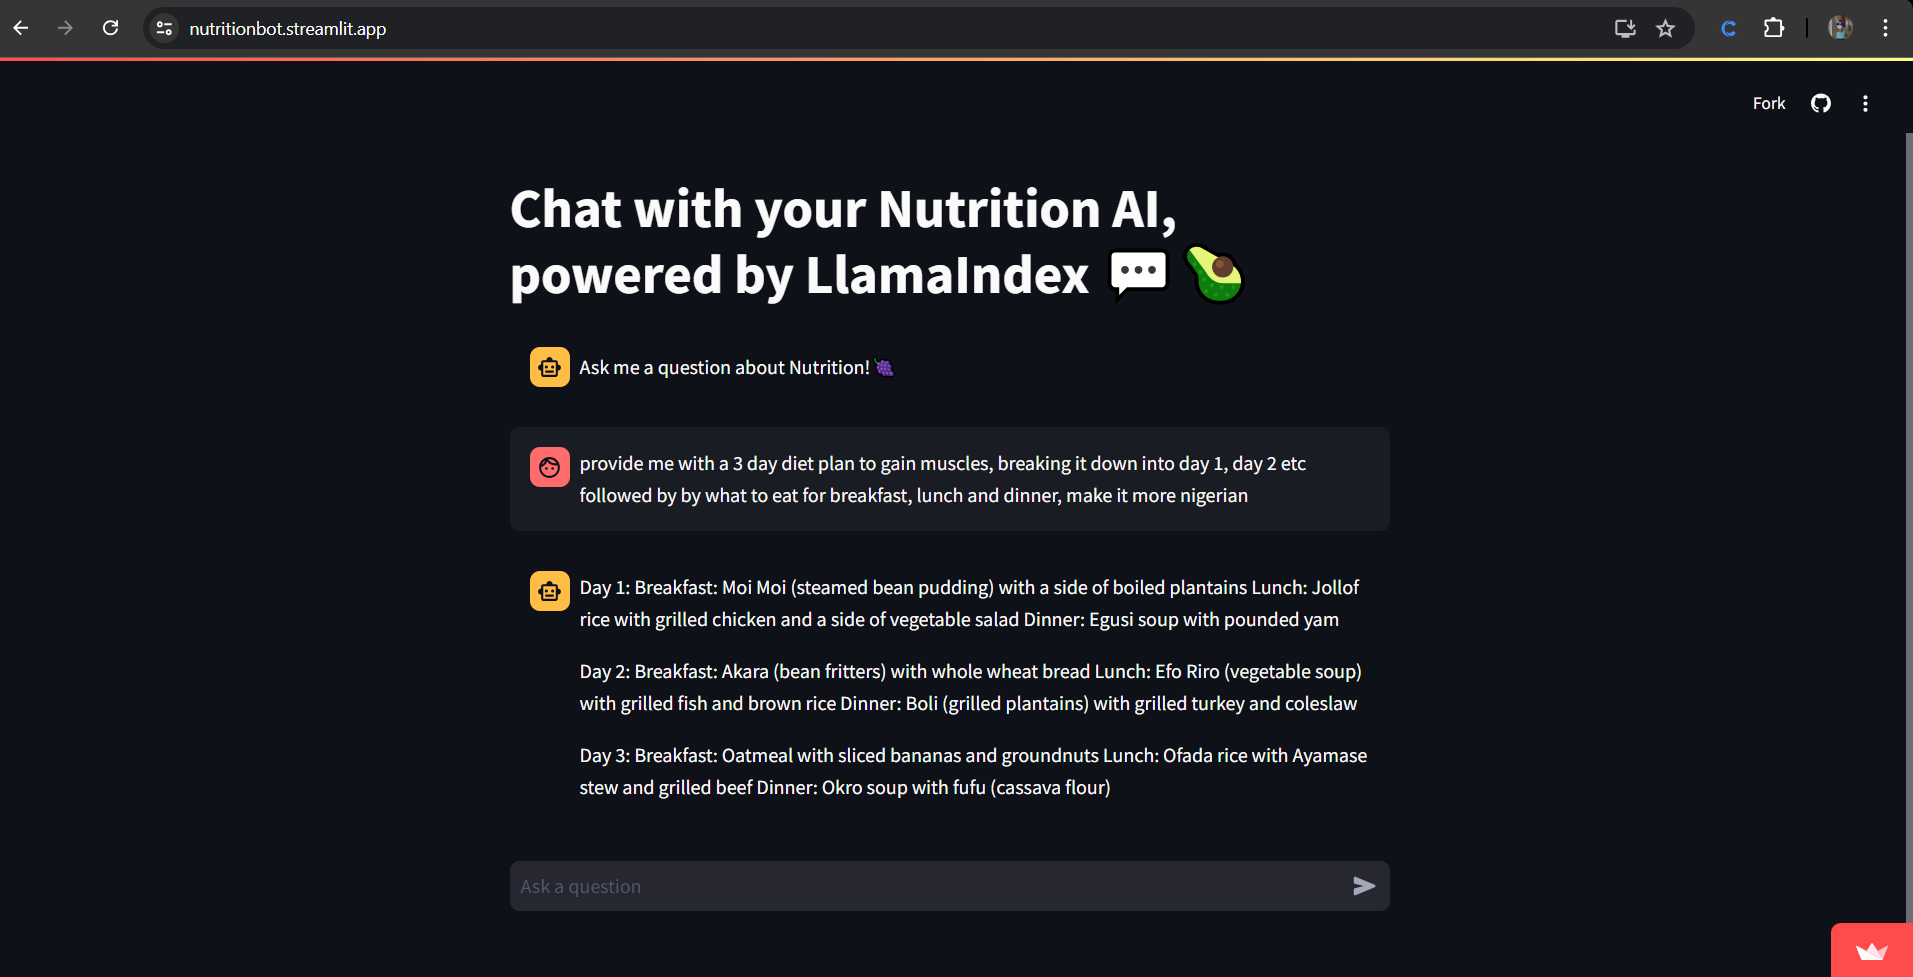 nutritionbot.streamlit.app
Fork
Chat with your Nutrition AI,
powered by LlamaIndex 💬 🥑
Ask me a question about Nutrition! 🍇
provide me with a 3 day diet plan to gain muscles, breaking it down into day 1, day 2 etc
followed by by what to eat for breakfast, lunch and dinner, make it more nigerian
Day 1: Breakfast: Moi Moi (steamed bean pudding) with a side of boiled plantains Lunch: Jollof
rice with grilled chicken and a side of vegetable salad Dinner: Egusi soup with pounded yam
Day 2: Breakfast: Akara (bean fritters) with whole wheat bread Lunch: Efo Riro (vegetable soup)
with grilled fish and brown rice Dinner: Boli (grilled plantains) with grilled turkey and coleslaw
Day 3: Breakfast: Oatmeal with sliced bananas and groundnuts Lunch: Ofada rice with Ayamase
stew and grilled beef Dinner: Okro soup with fufu (cassava flour)
Ask a question